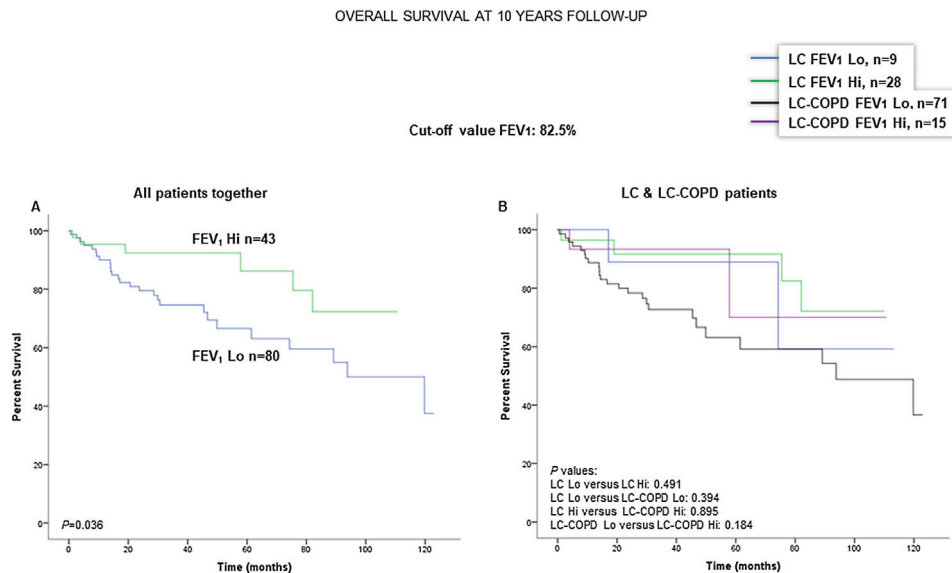 OVERALL SURVIVAL AT 10 YEARS FOLLOW-UP
LC FEV1 Lo, n=9
LC FEV1 Hi, n=28
LC-COPD FEV1 Lo, n=71
LC-COPD FEV1 Hi, n=15
Cut-off value FEV1: 82.5%
All patients together
A
FEV1 Hi n=43
FEV1 Lo n=80
P=0.036
Percent Survival
100
80
60
40
20
0
0 20 40 60 80 100 120
Time (months)
LC & LC-COPD patients
B
Percent Survival
100
80
60
40
20
0
P values:
LC Lo versus LC Hi: 0.491
LC Lo versus LC-COPD Lo: 0.394
LC Hi versus LC-COPD Hi: 0.895
LC-COPD Lo versus LC-COPD Hi: 0.184
0 20 40 60 80 100 120
Time (months)